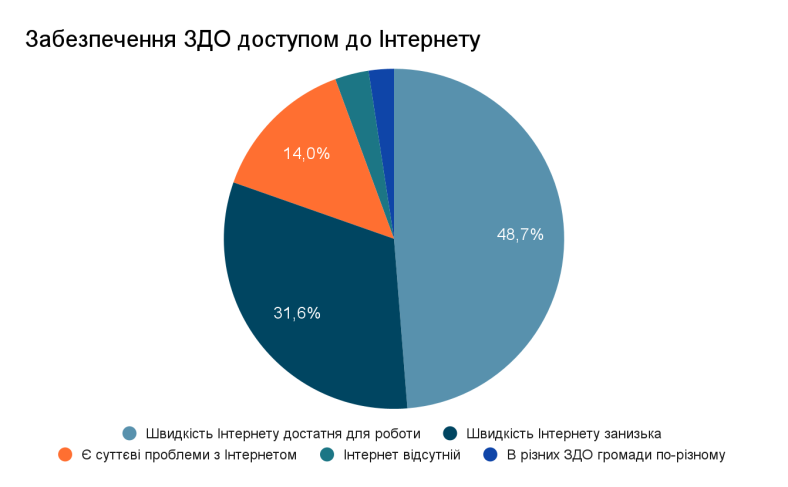 Забезпечення ЗДО доступом до Інтернету
14,0%
48,7%
31,6%
Швидкість Інтернету достатня для роботи Швидкість Інтернету занизька
Є суттєві проблеми з Інтернетом Інтернет відсутній В різних ЗДО громади по-різному